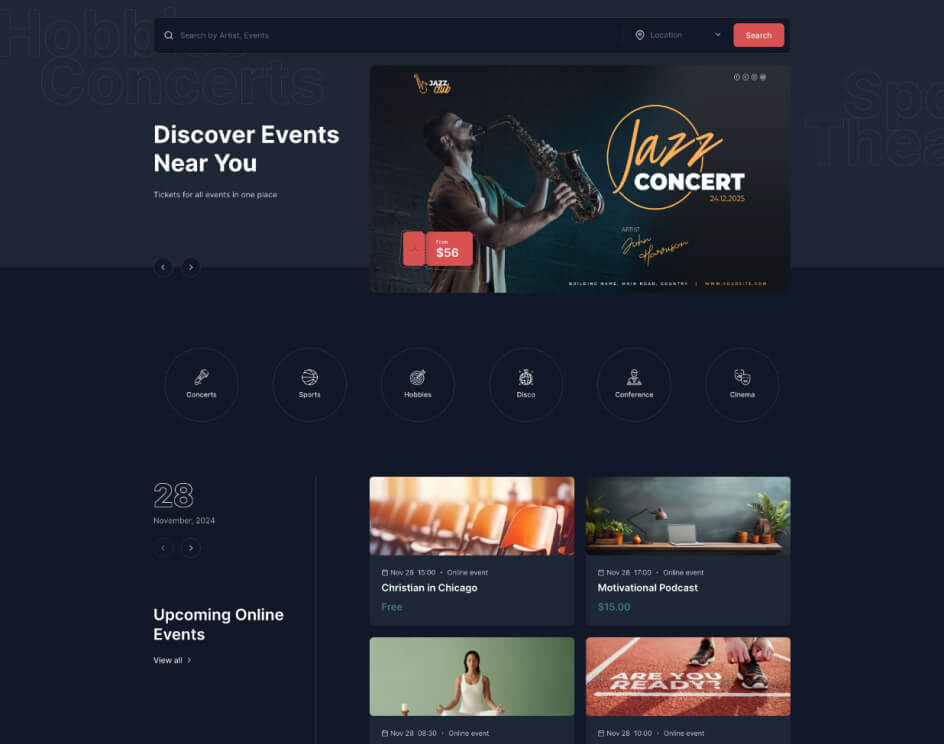 Hobbi
Concerts
Spo
Thea
Search by Artist, Events
Location
Search
Discover Events
Near You
Tickets for all events in one place
JAZZ
Club
Jazz
CONCERT
24.12.2025
ARTIST
John
Harrison
From
$56
BUILDING NAME, MAIN ROAD, COUNTRY | WWW.YOURSITE.COM
Concerts
Sports
Hobbies
Disco
Conference
Cinema
28
November, 2024
Upcoming Online
Events
View all
Nov 28 15:00 • Online event
Christian in Chicago
Free
Nov 28 17:00 • Online event
Motivational Podcast
$15.00
ARE YOU
READY?
Nov 28 08:30 • Online event
Nov 28 10:00 • Online event